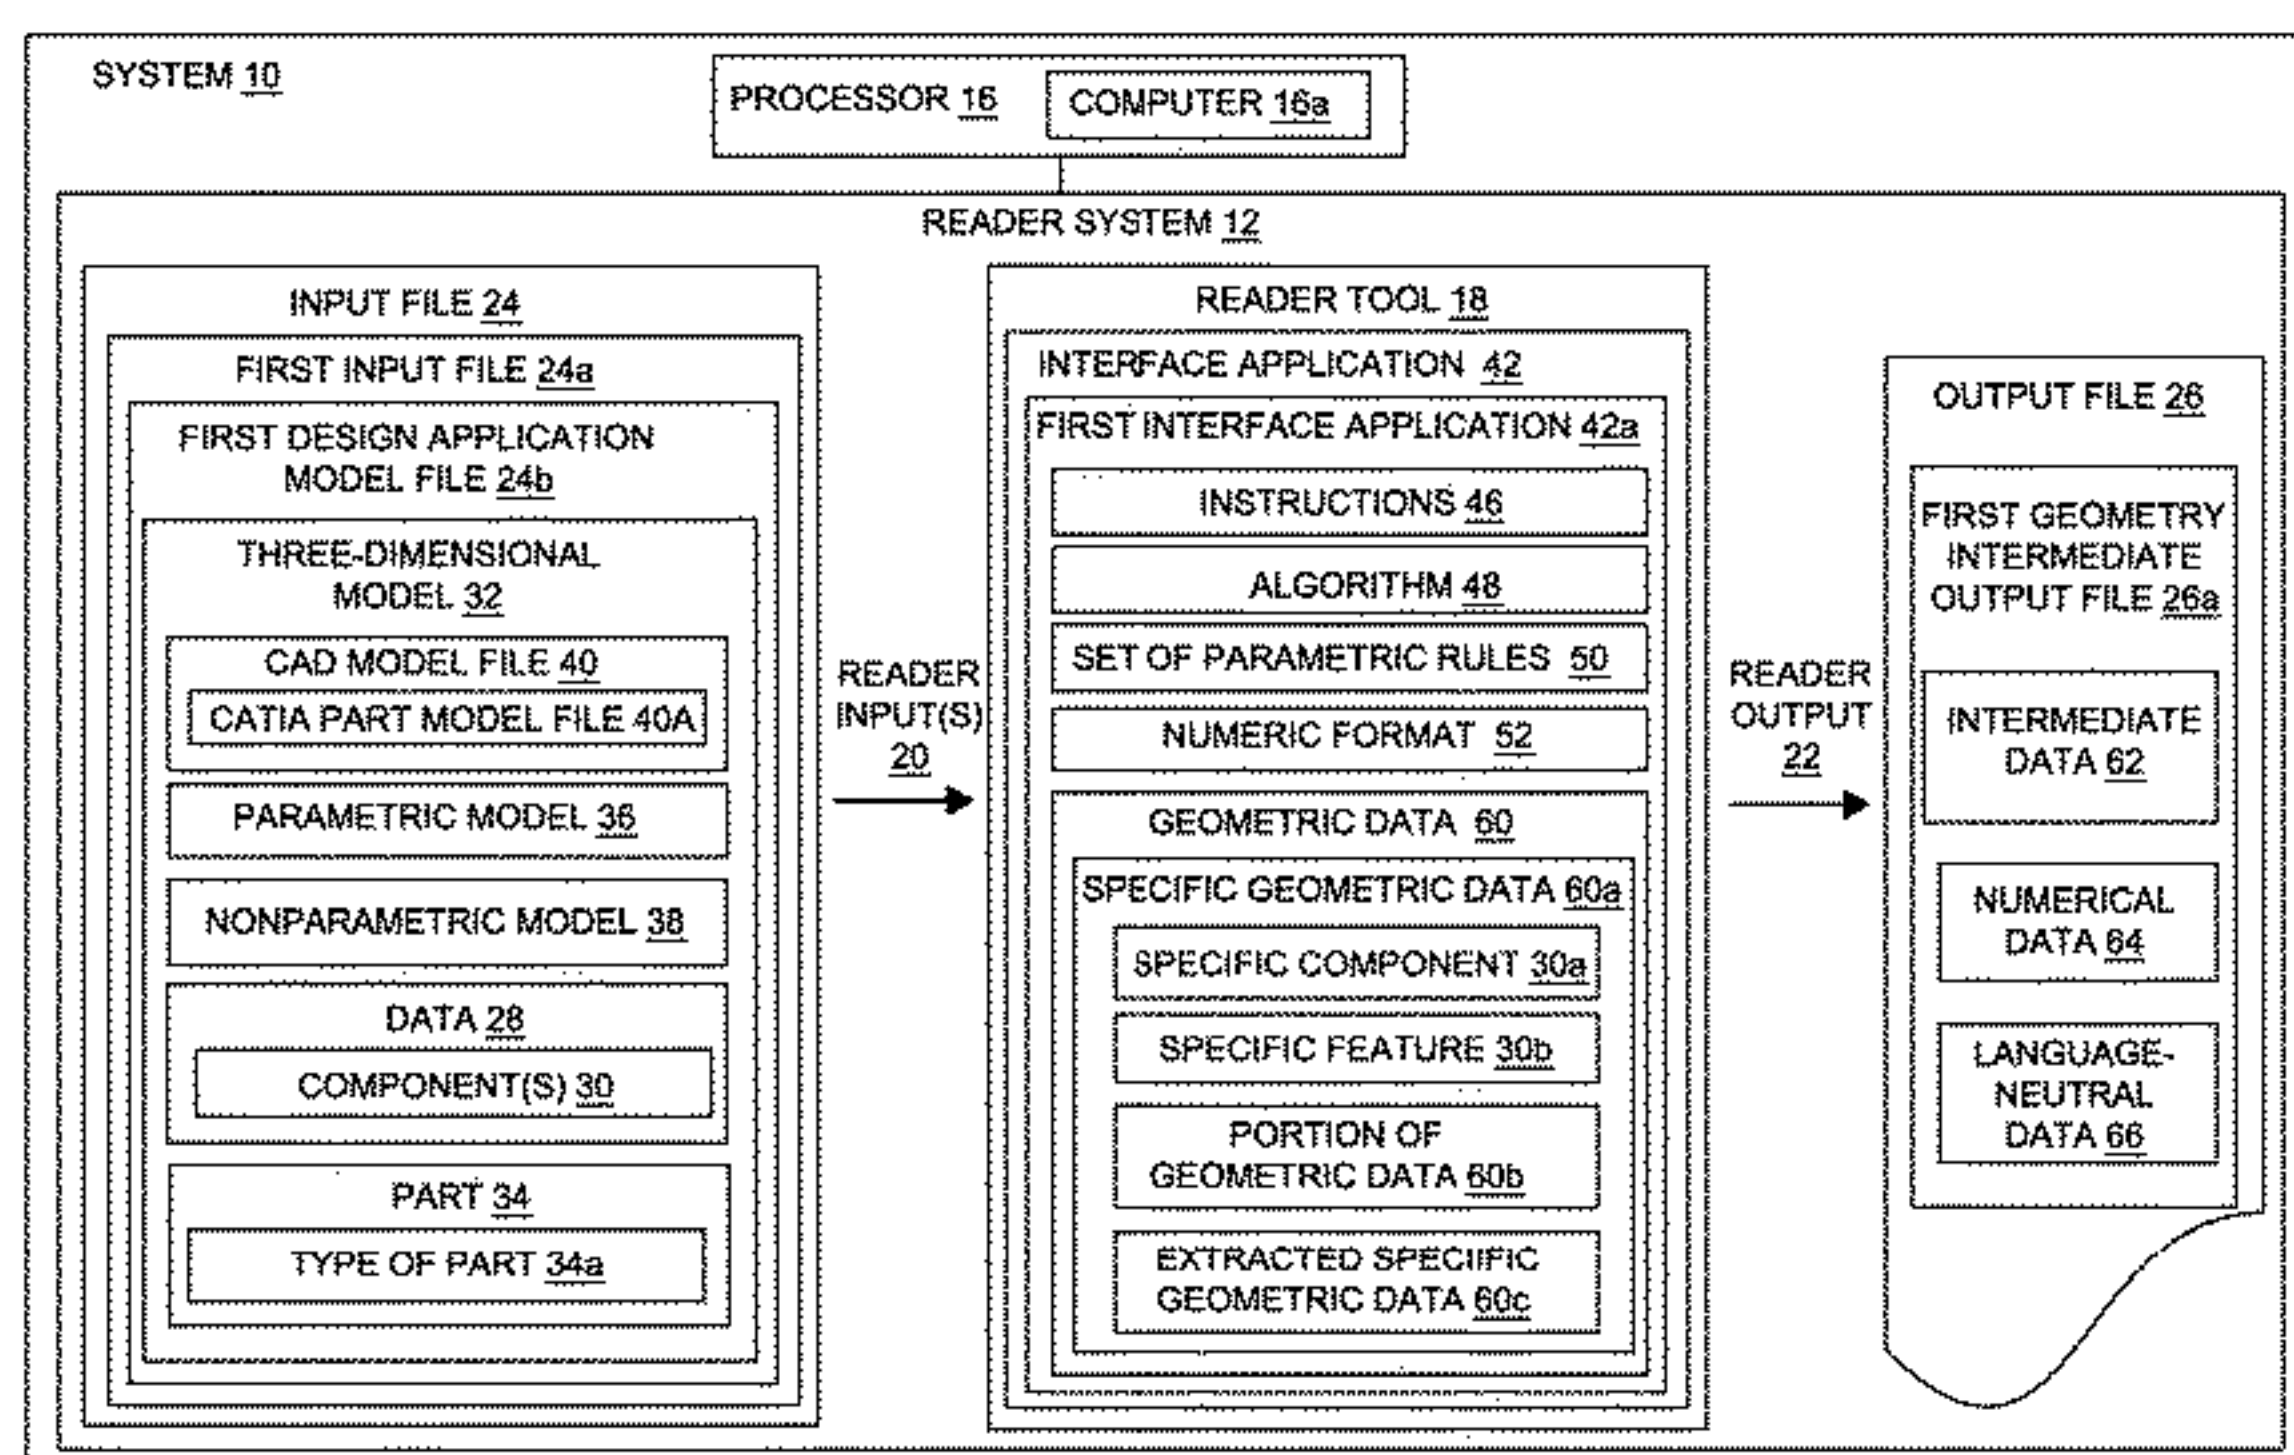 SYSTEM 10
PROCESSOR 16
COMPUTER 16a
READER SYSTEM 12
INPUT FILE 24
FIRST INPUT FILE 24a
FIRST DESIGN APPLICATION
MODEL FILE 24b
THREE-DIMENSIONAL
MODEL 32
CAD MODEL FILE 40
CATIA PART MODEL FILE 40A
PARAMETRIC MODEL 36
NONPARAMETRIC MODEL 38
DATA 28
COMPONENT(S) 30
PART 34
TYPE OF PART 34a
READER
INPUT(S)
20
READER TOOL 18
INTERFACE APPLICATION 42
FIRST INTERFACE APPLICATION 42a
INSTRUCTIONS 46
ALGORITHM 48
SET OF PARAMETRIC RULES 50
NUMERIC FORMAT 52
GEOMETRIC DATA 60
SPECIFIC GEOMETRIC DATA 60a
SPECIFIC COMPONENT 30a
SPECIFIC FEATURE 30b
PORTION OF
GEOMETRIC DATA 60b
EXTRACTED SPECIIFIC
GEOMETRIC DATA 60c
READER
OUTPUT
22
OUTPUT FILE 26
FIRST GEOMETRY
INTERMEDIATE
OUTPUT FILE 26a
INTERMEDIATE
DATA 62
NUMERICAL
DATA 64
LANGUAGE-
NEUTRAL
DATA 66